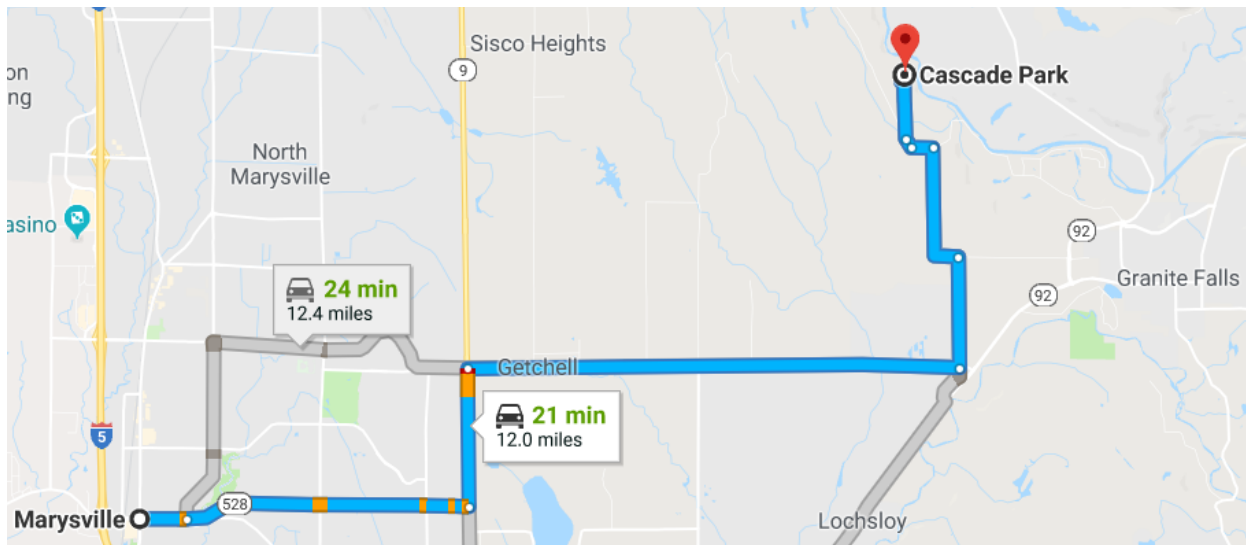 Sisco Heights
9
Cascade Park
on
ng
North
Marysville
asino
92
Granite Falls
92
24 min
12.4 miles
Getchell
21 min
12.0 miles
5
528
Marysville
Lochsloy